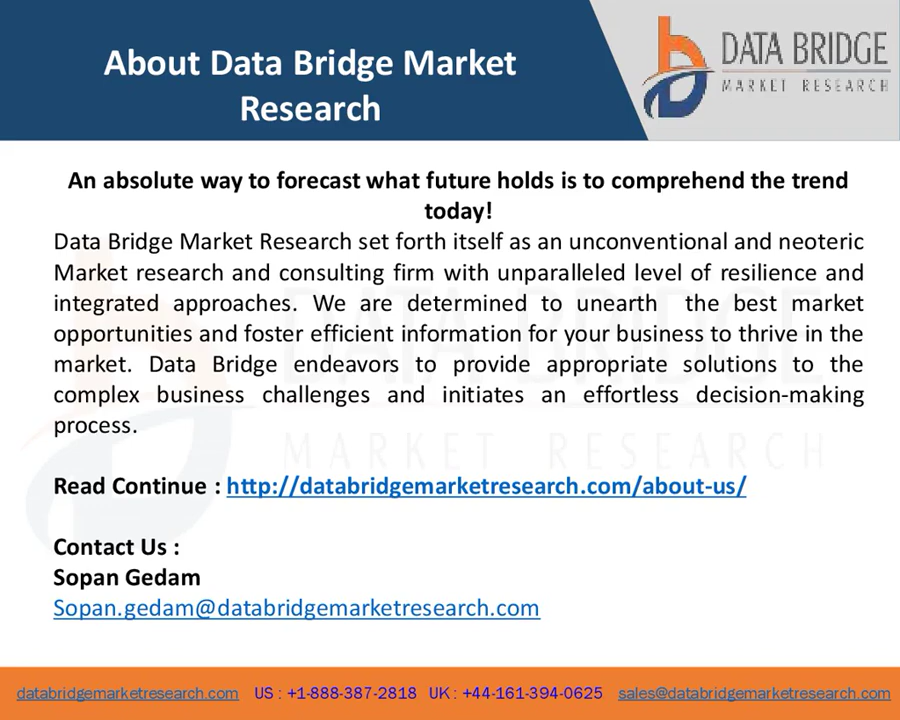 About Data Bridge Market
Research
DATA BRIDGE
MARKET RESEARCH
An absolute way to forecast what future holds is to comprehend the trend
today!
Data Bridge Market Research set forth itself as an unconventional and neoteric
Market research and consulting firm with unparalleled level of resilience and
integrated approaches. We are determined to unearth the best market
opportunities and foster efficient information for your business to thrive in the
market. Data Bridge endeavors to provide appropriate solutions to the
complex business challenges and initiates an effortless decision-making
process.
DATA BRIDGE
MARKET RESEARCH
Read Continue : http://databridgemarketresearch.com/about-us/
Contact Us :
Sopan Gedam
Sopan.gedam@databridgemarketresearch.com
databridgemarketresearch.com US : +1-888-387-2818 UK : +44-161-394-0625 sales@databridgemarketresearch.com